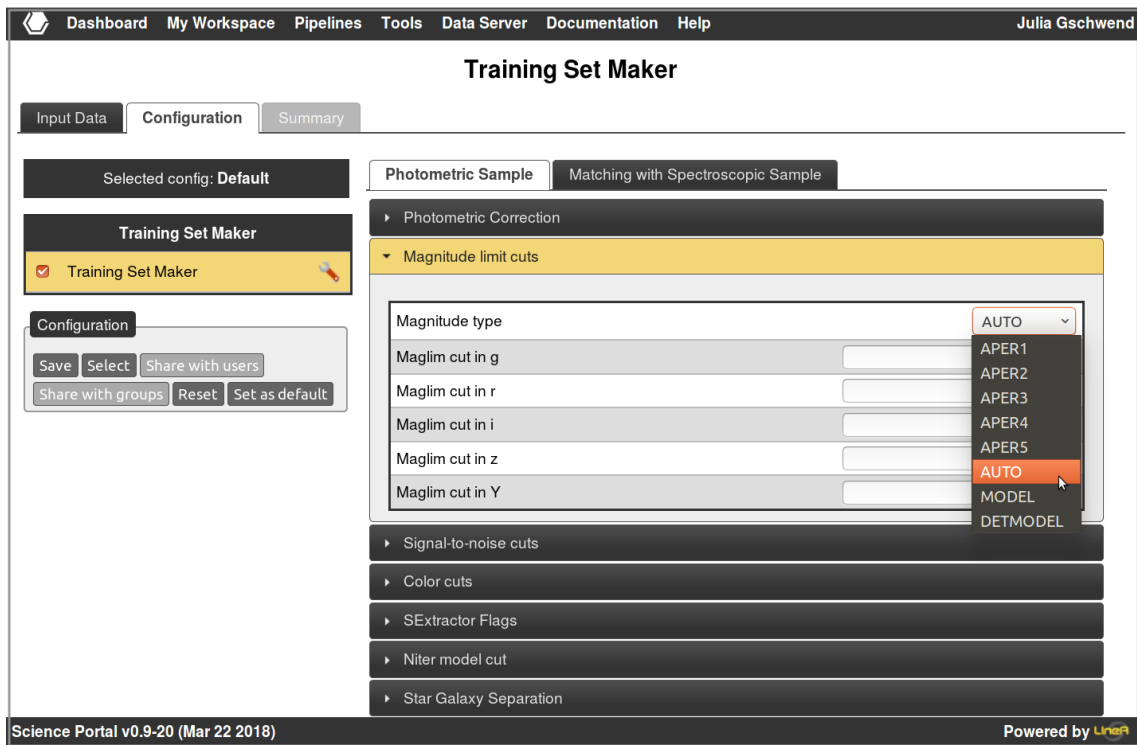 Dashboard My Workspace Pipelines Tools Data Server Documentation Help Julia Gschwend
Training Set Maker
Input Data Configuration Summary
Selected config: Default
Training Set Maker
Training Set Maker
Configuration
Save Select Share with users
Share with groups Reset Set as default
Photometric Sample Matching with Spectroscopic Sample
Photometric Correction
Magnitude limit cuts
Magnitude type AUTO
Maglim cut in g
Maglim cut in r
Maglim cut in i
Maglim cut in z
Maglim cut in Y
APER1
APER2
APER3
APER4
APER5
AUTO
MODEL
DETMODEL
Signal-to-noise cuts
Color cuts
SExtractor Flags
Niter model cut
Star Galaxy Separation
Science Portal v0.9-20 (Mar 22 2018) Powered by LIneA